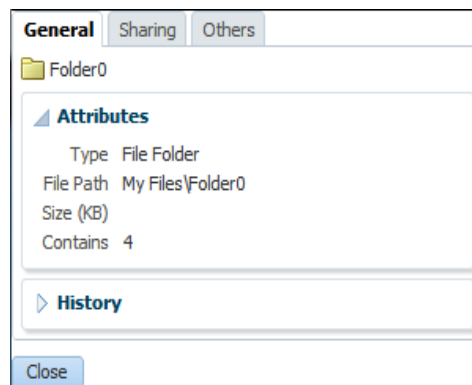 General Sharing Others
Folder0
Attributes
Type File Folder
File Path My Files\Folder0
Size (KB)
Contains 4
History
Close